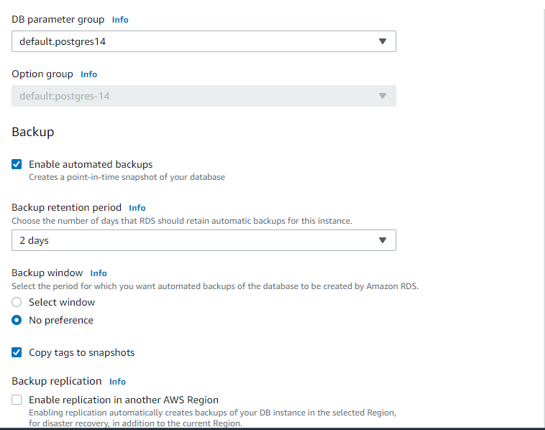 DB parameter group Info
default.postgres14
Option group Info
default:postgres-14
Backup
Enable automated backups
Creates a point-in-time snapshot of your database
Backup retention period Info
Choose the number of days that RDS should retain automatic backups for this instance.
2 days
Backup window Info
Select the period for which you want automated backups of the database to be created by Amazon RDS.
Select window
No preference
Copy tags to snapshots
Backup replication Info
Enable replication in another AWS Region
Enabling replication automatically creates backups of your DB instance in the selected Region,
for disaster recovery, in addition to the current Region.